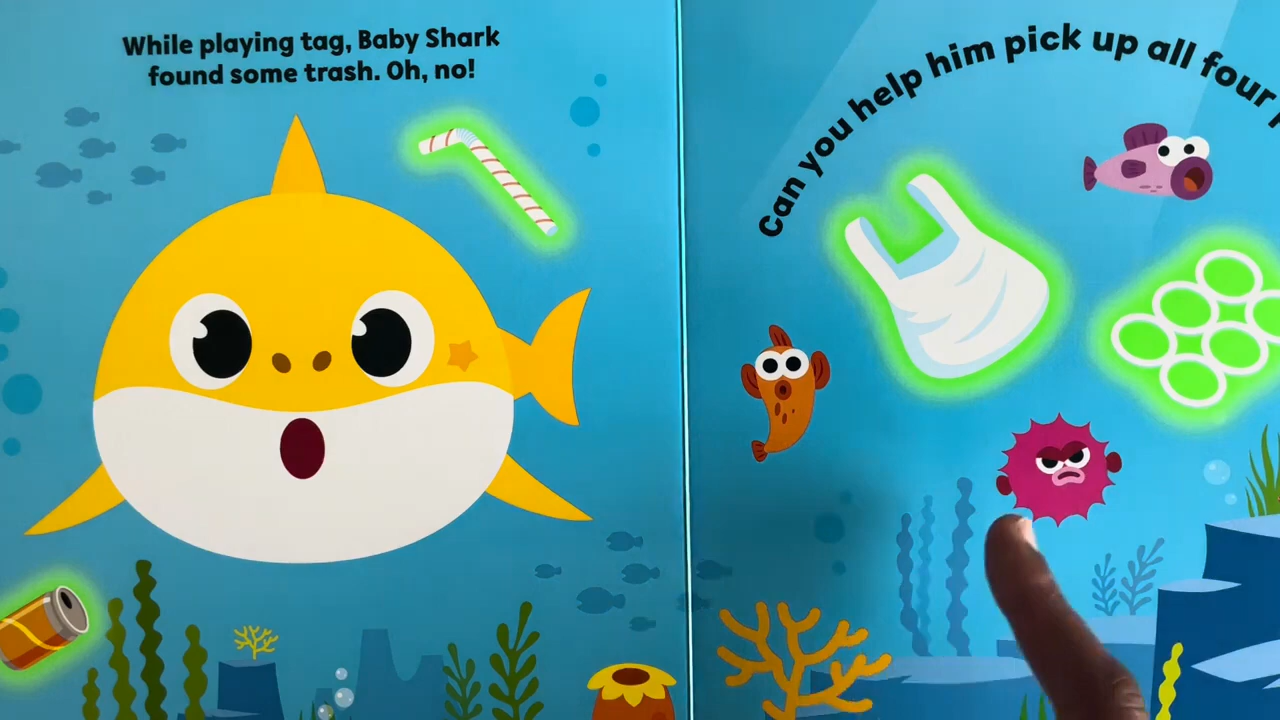 While playing tag, Baby Shark
found some trash. Oh, no!
Can you help him pick up all four